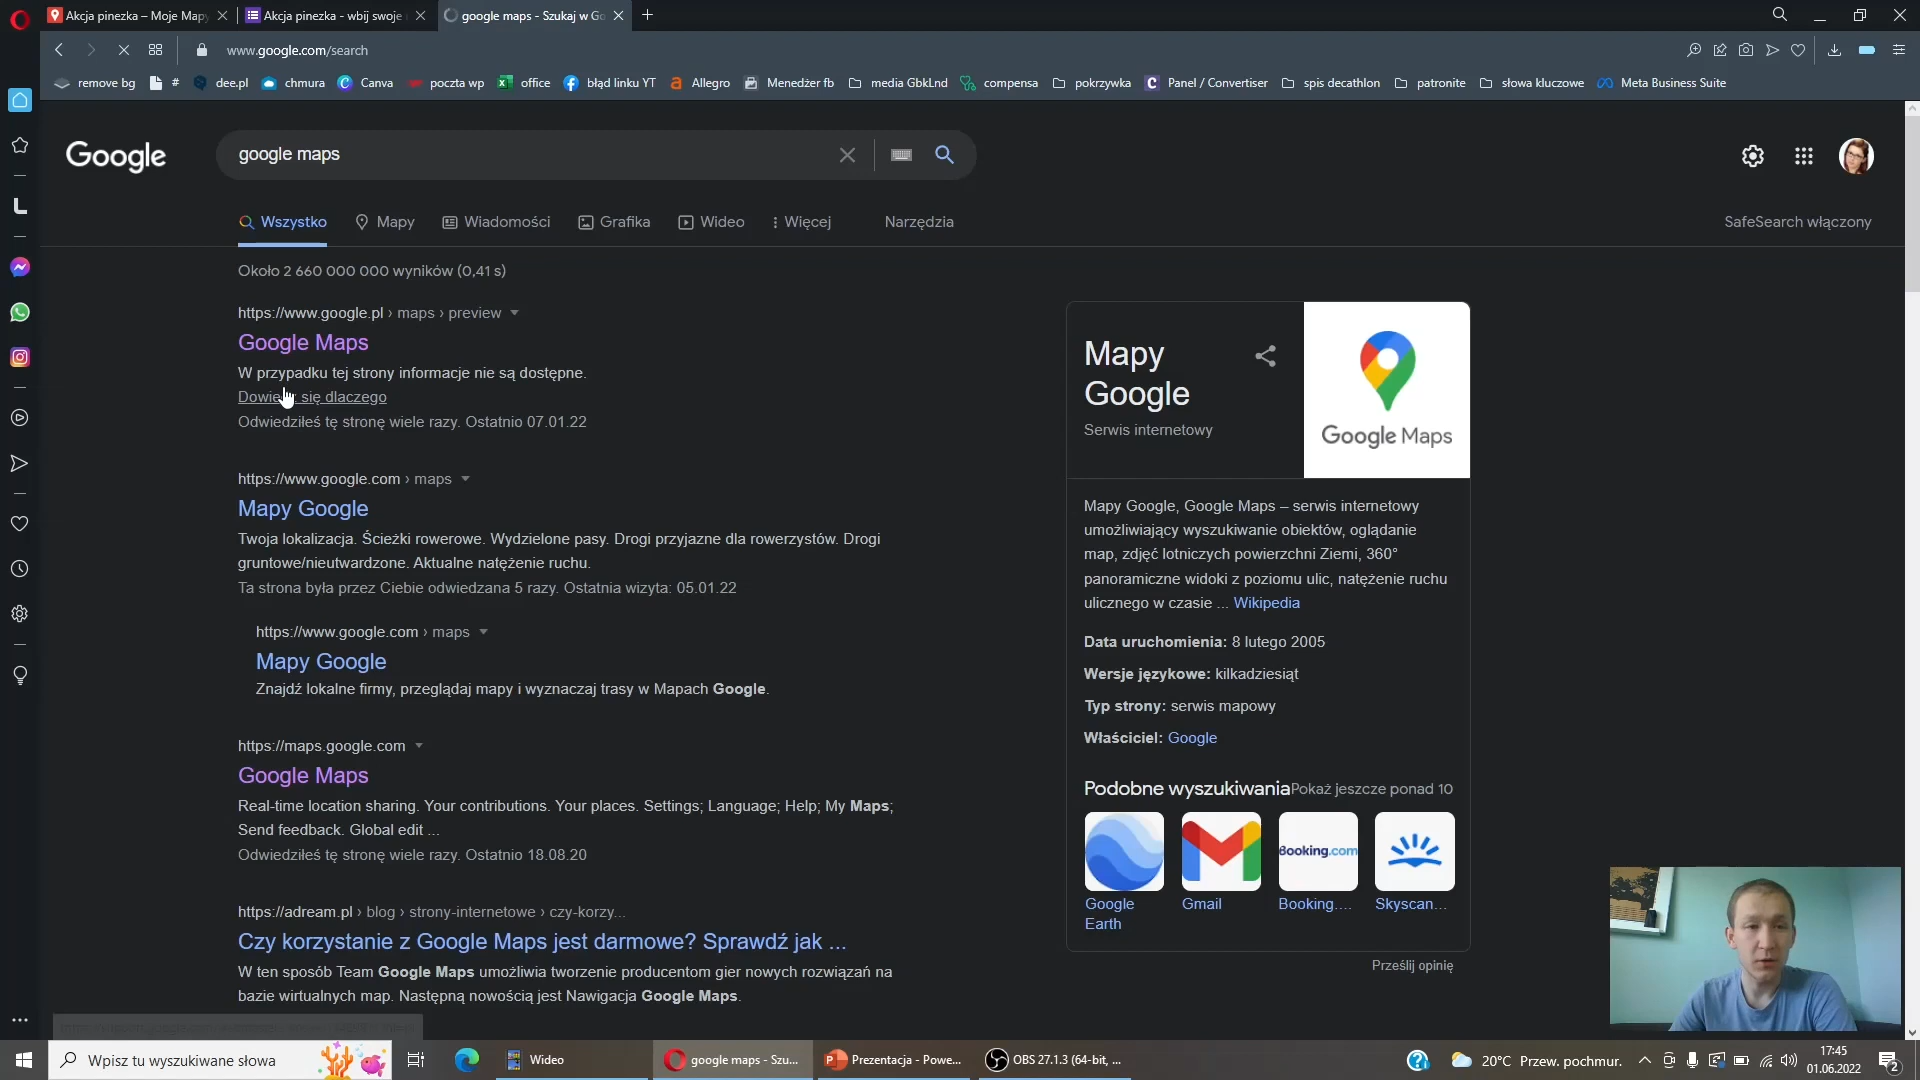 Akcja pinezka – Moje Mapy
Akcja pinezka - wbij swoje
google maps - Szukaj w Go
www.google.com/search
remove bg
#
dee.pl
chmura
Canva
poczta wp
office
błąd linku YT
Allegro
Menedżer fb
media GbkLnd
compensa
pokrzywka
Panel / Convertiser
spis decathlon
patronite
słowa kluczowe
Meta Business Suite
Google
google maps
Wszystko
Mapy
Wiadomości
Grafika
Wideo
Więcej
Narzędzia
SafeSearch włączony
Około 2 660 000 000 wyników (0,41 s)
https://www.google.pl › maps › preview
Google Maps
W przypadku tej strony informacje nie są dostępne.
się dlaczego
Odwiedziłeś tę stronę wiele razy. Ostatnio 07.01.22
https://www.google.com › maps
Mapy Google
Twoja lokalizacja. Ścieżki rowerowe. Wydzielone pasy. Drogi przyjazne dla rowerzystów. Drogi
gruntowe/nieutwardzone. Aktualne natężenie ruchu.
Ta strona była przez Ciebie odwiedzana 5 razy. Ostatnia wizyta: 05.01.22
https://www.google.com › maps
Mapy Google
Znajdź lokalne firmy, przeglądaj mapy i wyznaczaj trasy w Mapach Google.
https://maps.google.com
Google Maps
Real-time location sharing. Your contributions. Your places. Settings; Language; Help; My Maps;
Send feedback. Global edit ...
Odwiedziłeś tę stronę wiele razy. Ostatnio 18.08.20
https://adream.pl › blog › strony-internetowe › czy-korzy...
Czy korzystanie z Google Maps jest darmowe? Sprawdź jak ...
W ten sposób Team Google Maps umożliwia tworzenie producentom gier nowych rozwiązań na
bazie wirtualnych map. Następną nowością jest Nawigacja Google Maps.
Mapy
Google
Serwis internetowy
Google Maps
Mapy Google, Google Maps – serwis internetowy
umożliwiający wyszukiwanie obiektów, oglądanie
map, zdjęć lotniczych powierzchni Ziemi, 360°
panoramiczne widoki z poziomu ulic, natężenie ruchu
ulicznego w czasie ... Wikipedia
Data uruchomienia: 8 lutego 2005
Wersje językowe: kilkadziesiąt
Typ strony: serwis mapowy
Właściciel: Google
Podobne wyszukiwania
Pokaż jeszcze ponad 10
Booking.com
Google
Earth
Gmail
Booking....
Skyscan...
Prześlij opinię
Wpisz tu wyszukiwane słowa
Wideo
google maps - Szu...
Prezentacja - Powe...
OBS 27.1.3 (64-bit, ...
20°C Przew. pochmur.
17:45
01.06.2022
2